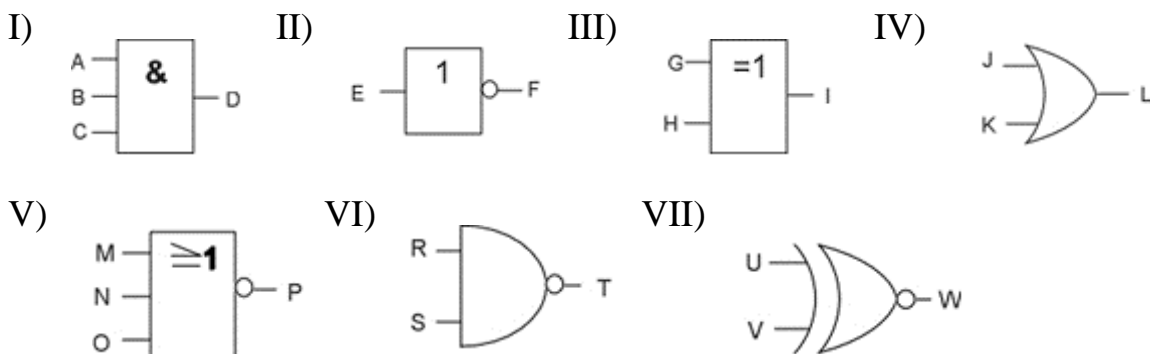 I) II) III) IV)
A B C & D E 1 F G H =1 I J K L
V) VI) VII)
M N O ≥1 P R S T U V W